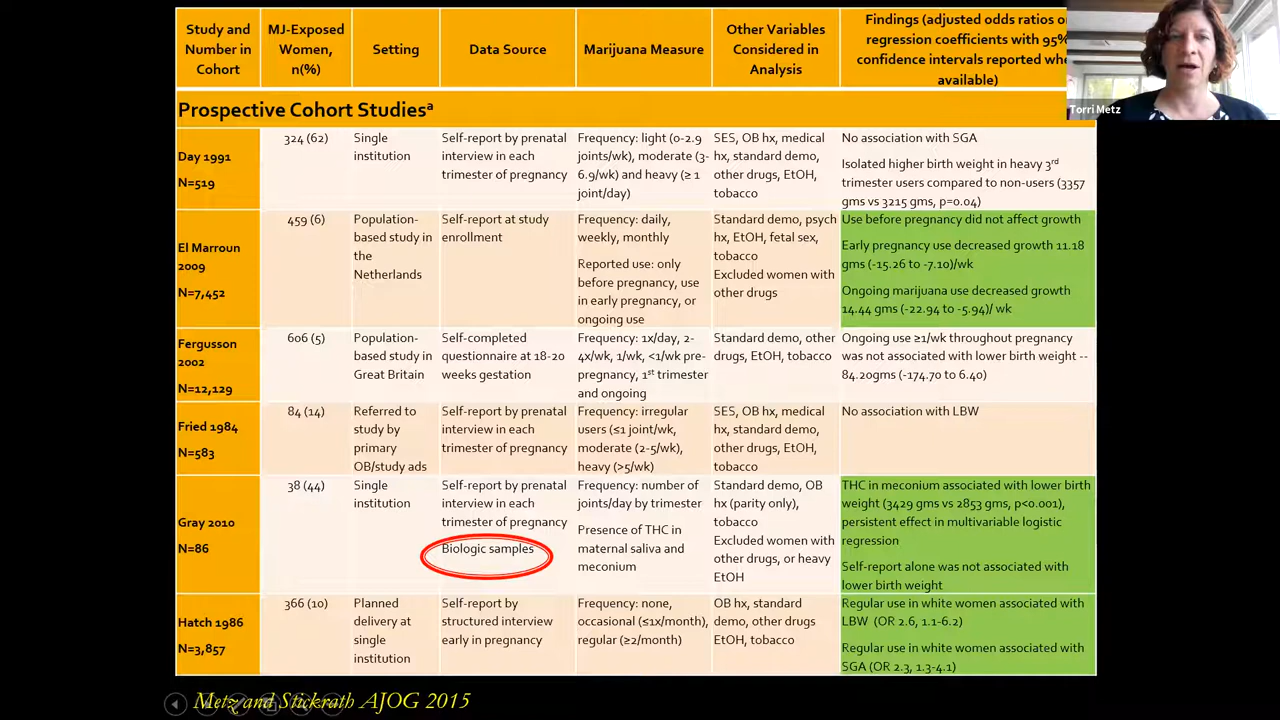 Study and
Number in
Cohort
MJ-Exposed
Women,
n(%)
Setting
Data Source
Marijuana Measure
Other Variables
Considered in
Analysis
Findings (adjusted odds ratios o
regression coefficients with 95%
confidence intervals reported whe
available)
Torri Metz
Prospective Cohort Studiesª
Day 1991
N=519
324 (62)
Single
institution
Self-report by prenatal
interview in each
trimester of pregnancy
Frequency: light (0-2.9
joints/wk), moderate (3-
6.9/wk) and heavy (≥ 1
joint/day)
SES, OB hx, medical
hx, standard demo,
other drugs, EtOH,
tobacco
No association with SGA
Isolated higher birth weight in heavy 3rd
trimester users compared to non-users (3357
gms vs 3215 gms, p=0.04)
El Marroun
2009
N=7,452
459 (6)
Population-
based study in
the
Netherlands
Self-report at study
enrollment
Frequency: daily,
weekly, monthly
Reported use: only
before pregnancy, use
in early pregnancy, or
ongoing use
Standard demo, psych
hx, EtOH, fetal sex,
tobacco
Excluded women with
other drugs
Use before pregnancy did not affect growth
Early pregnancy use decreased growth 11.18
gms (-15.26 to -7.10)/wk
Ongoing marijuana use decreased growth
14.44 gms (-22.94 to -5.94)/ wk
Fergusson
2002
N=12,129
606 (5)
Population-
based study in
Great Britain
Self-completed
questionnaire at 18-20
weeks gestation
Frequency: 1x/day, 2-
4x/wk, 1/wk, <1/wk pre-
pregnancy, 1st trimester
and ongoing
Standard demo, other
drugs, EtOH, tobacco
Ongoing use ≥1/wk throughout pregnancy
was not associated with lower birth weight --
84.20gms (-174.70 to 6.40)
Fried 1984
N=583
84 (14)
Referred to
study by
primary
OB/study ads
Self-report by prenatal
interview in each
trimester of pregnancy
Frequency: irregular
users (≤1 joint/wk,
moderate (2-5/wk),
heavy (>5/wk)
SES, OB hx, medical
hx, standard demo,
other drugs, EtOH,
tobacco
No association with LBW
Gray 2010
N=86
38 (44)
Single
institution
Self-report by prenatal
interview in each
trimester of pregnancy
Biologic samples
Frequency: number of
joints/day by trimester
Presence of THC in
maternal saliva and
meconium
Standard demo, OB
hx (parity only),
tobacco
Excluded women with
other drugs, or heavy
EtOH
THC in meconium associated with lower birth
weight (3429 gms vs 2853 gms, p<0.001),
persistent effect in multivariable logistic
regression
Self-report alone was not associated with
lower birth weight
Hatch 1986
N=3,857
366 (10)
Planned
delivery at
single
institution
Self-report by
structured interview
early in pregnancy
Frequency: none,
occasional (≤1x/month),
regular (≥2/month)
OB hx, standard
demo, other drugs
EtOH, tobacco
Regular use in white women associated with
LBW (OR 2.6, 1.1-6.2)
Regular use in white women associated with
SGA (OR 2.3, 1.3-4.1)
Metz and Stickrath AJOG 2015